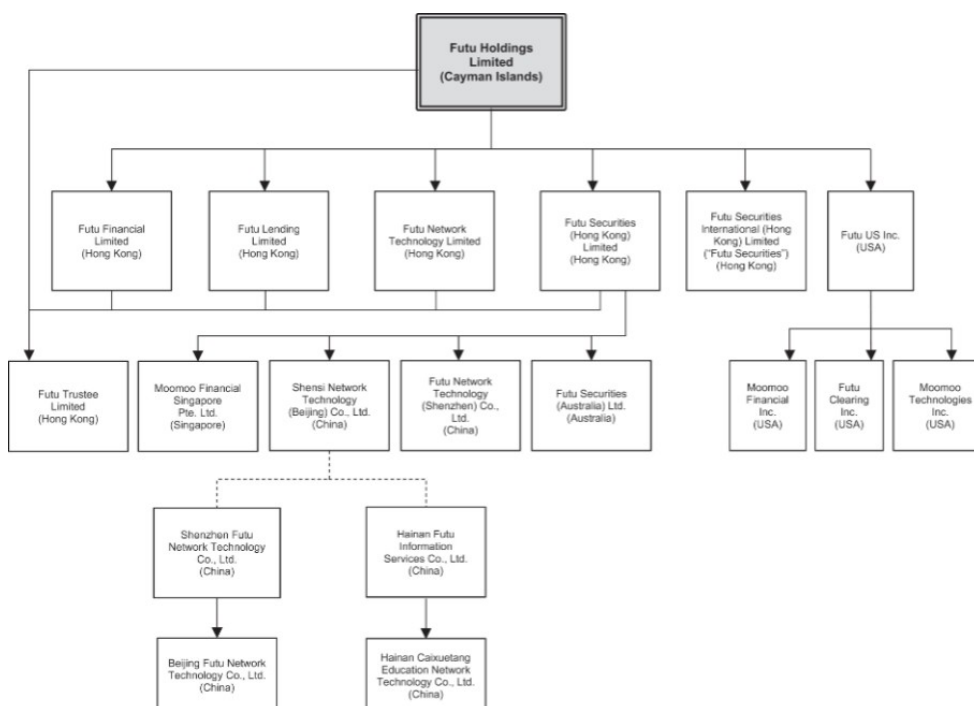 Futu Holdings
Limited
(Cayman Islands)
Futu Financial
Limited
(Hong Kong)
Futu Lending
Limited
(Hong Kong)
Futu Network
Technology Limited
(Hong Kong)
Futu Securities
(Hong Kong)
Limited
(Hong Kong)
Futu Securities
International (Hong
Kong) Limited
("Futu Securities")
(Hong Kong)
Futu US Inc.
(USA)
Futu Trustee
Limited
(Hong Kong)
Moomoo Financial
Singapore
Pte. Ltd.
(Singapore)
Shensi Network
Technology
(Beijing) Co., Ltd.
(China)
Futu Network
Technology
(Shenzhen) Co.,
Ltd.
(China)
Futu Securities
(Australia) Ltd.
(Australia)
Moomoo
Financial
Inc.
(USA)
Futu
Clearing
Inc.
(USA)
Moomoo
Technologies Inc.
(USA)
Shenzhen Futu
Network Technology
Co., Ltd.
(China)
Hainan Futu
Information
Services Co., Ltd.
(China)
Beijing Futu Network
Technology Co., Ltd.
(China)
Hainan Caixuetang
Education Network
Technology Co., Ltd.
(China)